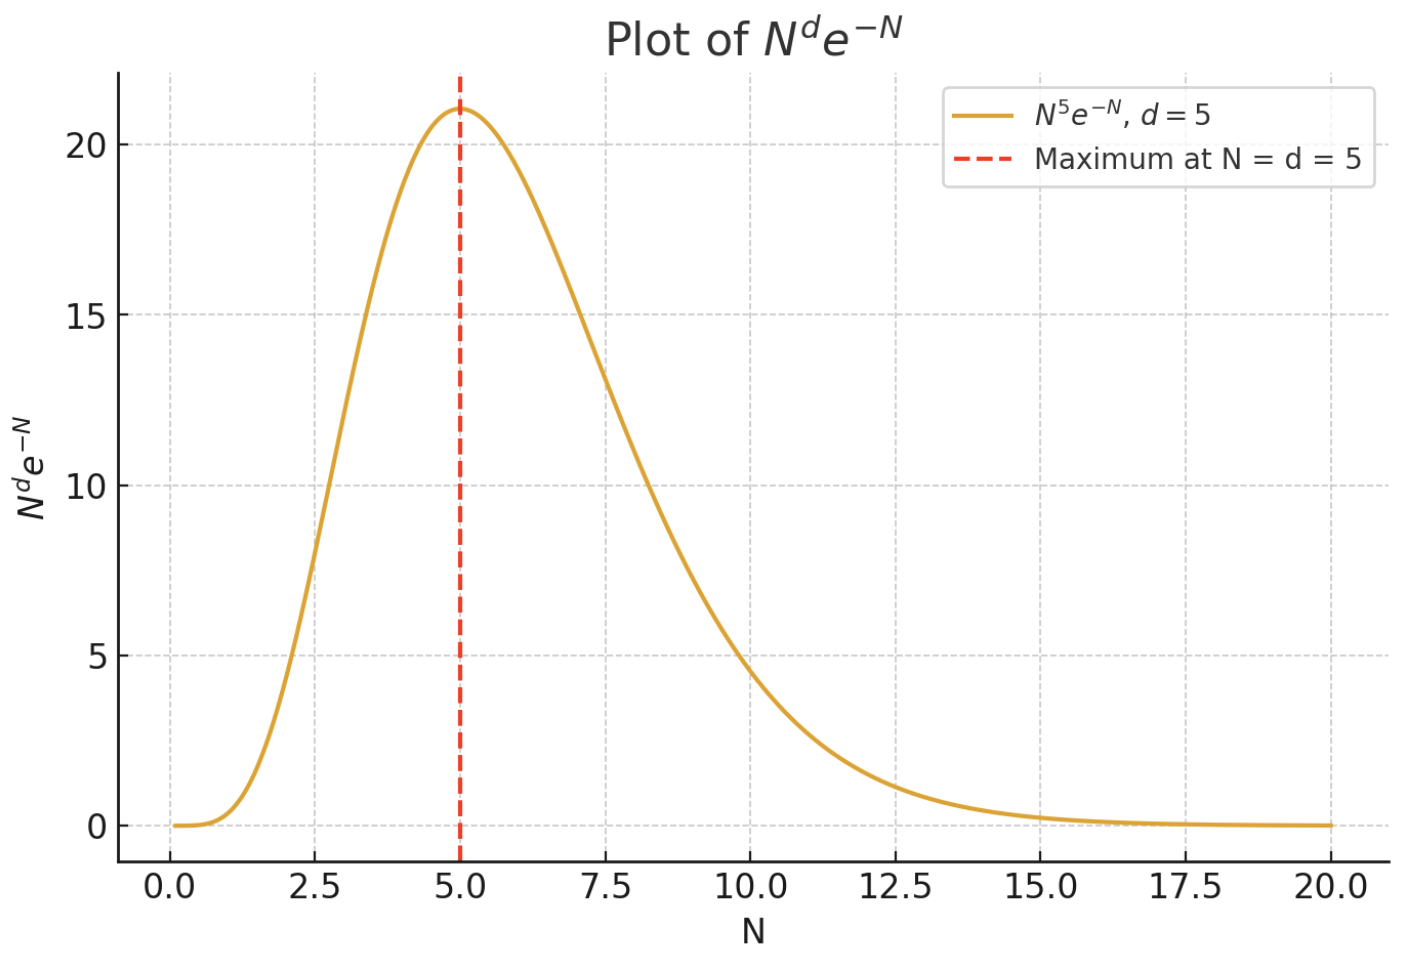 Plot of $N^d e^{-N}$
$N^5 e^{-N}$, $d = 5$
Maximum at N = d = 5
$N^d e^{-N}$
20
15
10
5
0
0.0 2.5 5.0 7.5 10.0 12.5 15.0 17.5 20.0
N